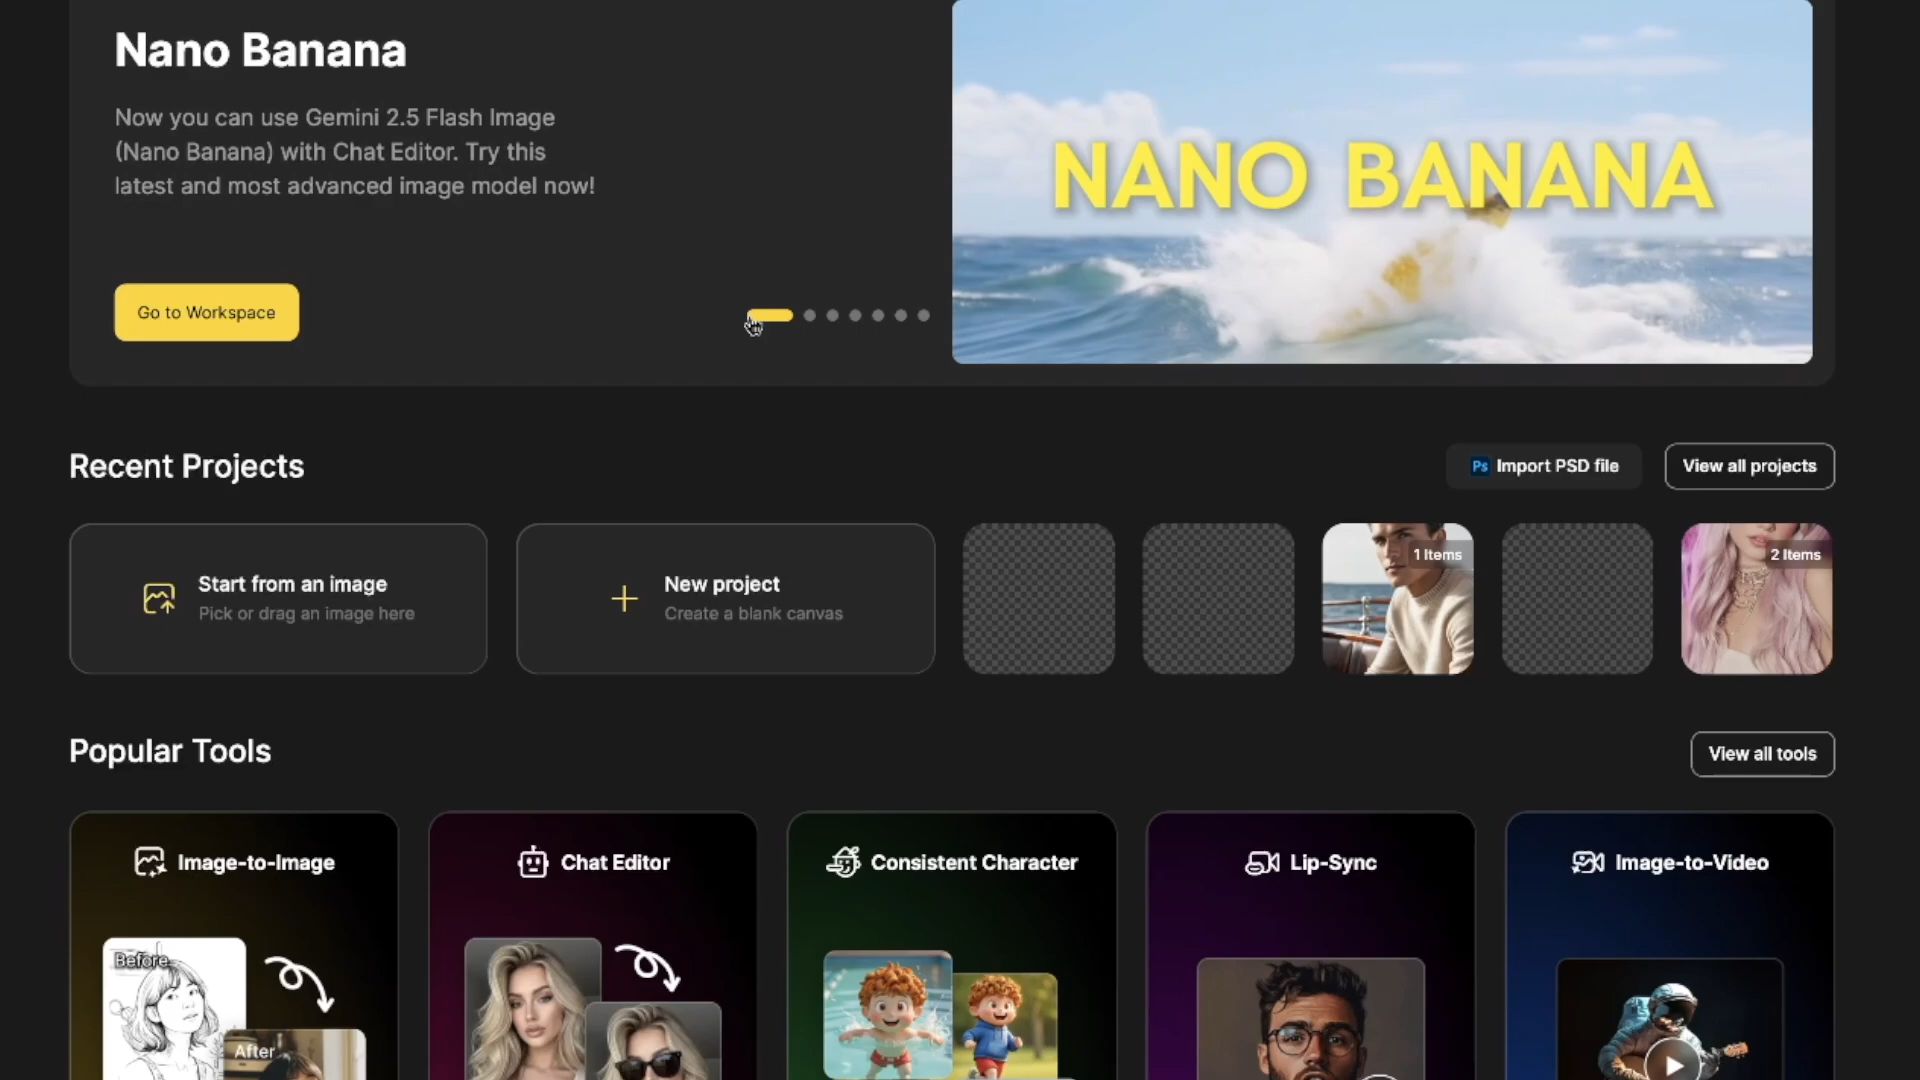 Nano Banana
Now you can use Gemini 2.5 Flash Image
(Nano Banana) with Chat Editor. Try this
latest and most advanced image model now!
Go to Workspace
NANO BANANA
Recent Projects
Ps Import PSD file
View all projects
Start from an image
Pick or drag an image here
New project
Create a blank canvas
1 Items
2 Items
Popular Tools
View all tools
Image-to-Image
Chat Editor
Consistent Character
Lip-Sync
Image-to-Video
Before
After